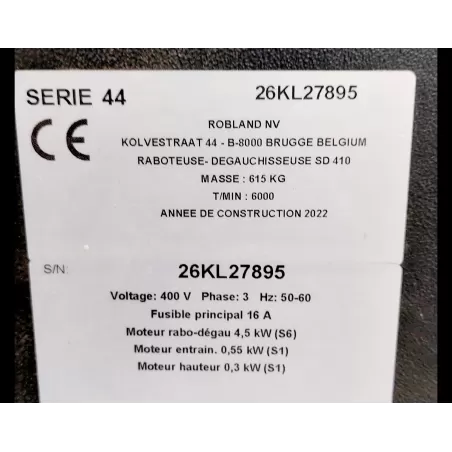 SERIE 44 26KL27895
CE
ROBLAND NV
KOLVESTRAAT 44 - B-8000 BRUGGE BELGIUM
RABOTEUSE- DEGAUCHISSEUSE SD 410
MASSE : 615 KG
T/MIN : 6000
ANNEE DE CONSTRUCTION 2022
S/N: 26KL27895
Voltage: 400 V Phase: 3 Hz: 50-60
Fusible principal 16 A
Moteur rabo-dégau 4,5 kW (S6)
Moteur entrain. 0,55 kW (S1)
Moteur hauteur 0,3 kW (S1)